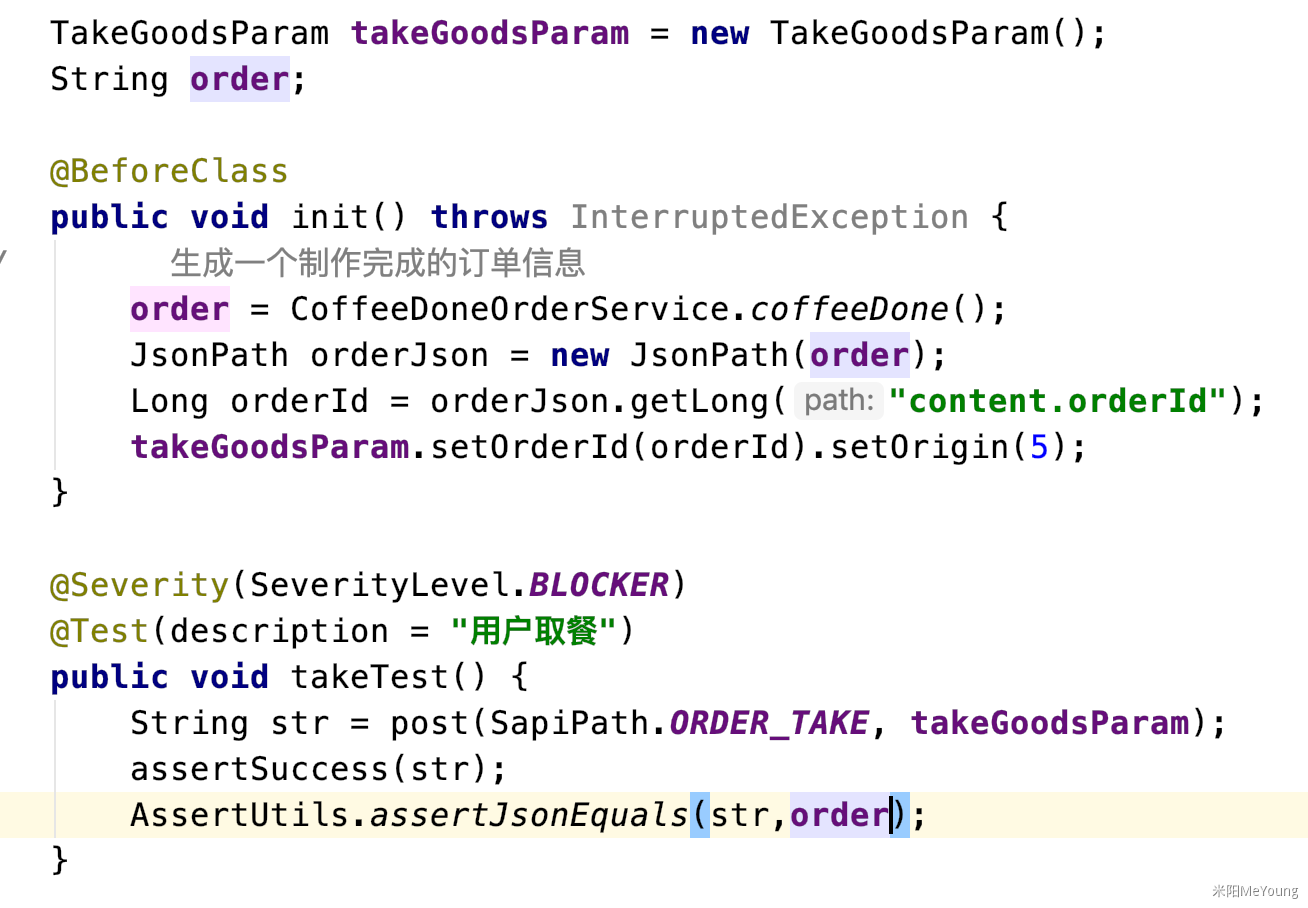 TakeGoodsParam takeGoodsParam = new TakeGoodsParam();
String order;
@BeforeClass
public void init() throws InterruptedException {
生成一个制作完成的订单信息
order = CoffeeDoneOrderService.coffeeDone();
JsonPath orderJson = new JsonPath(order);
Long orderId = orderJson.getLong( path: "content.orderId");
takeGoodsParam.setOrderId(orderId).setOrigin(5);
}
@Severity(SeverityLevel.BLOCKER)
@Test(description = "用户取餐")
public void takeTest() {
String str = post(SapiPath.ORDER_TAKE, takeGoodsParam);
assertSuccess(str);
AssertUtils.assertJsonEquals(str,order);
}
米阳MeYoung